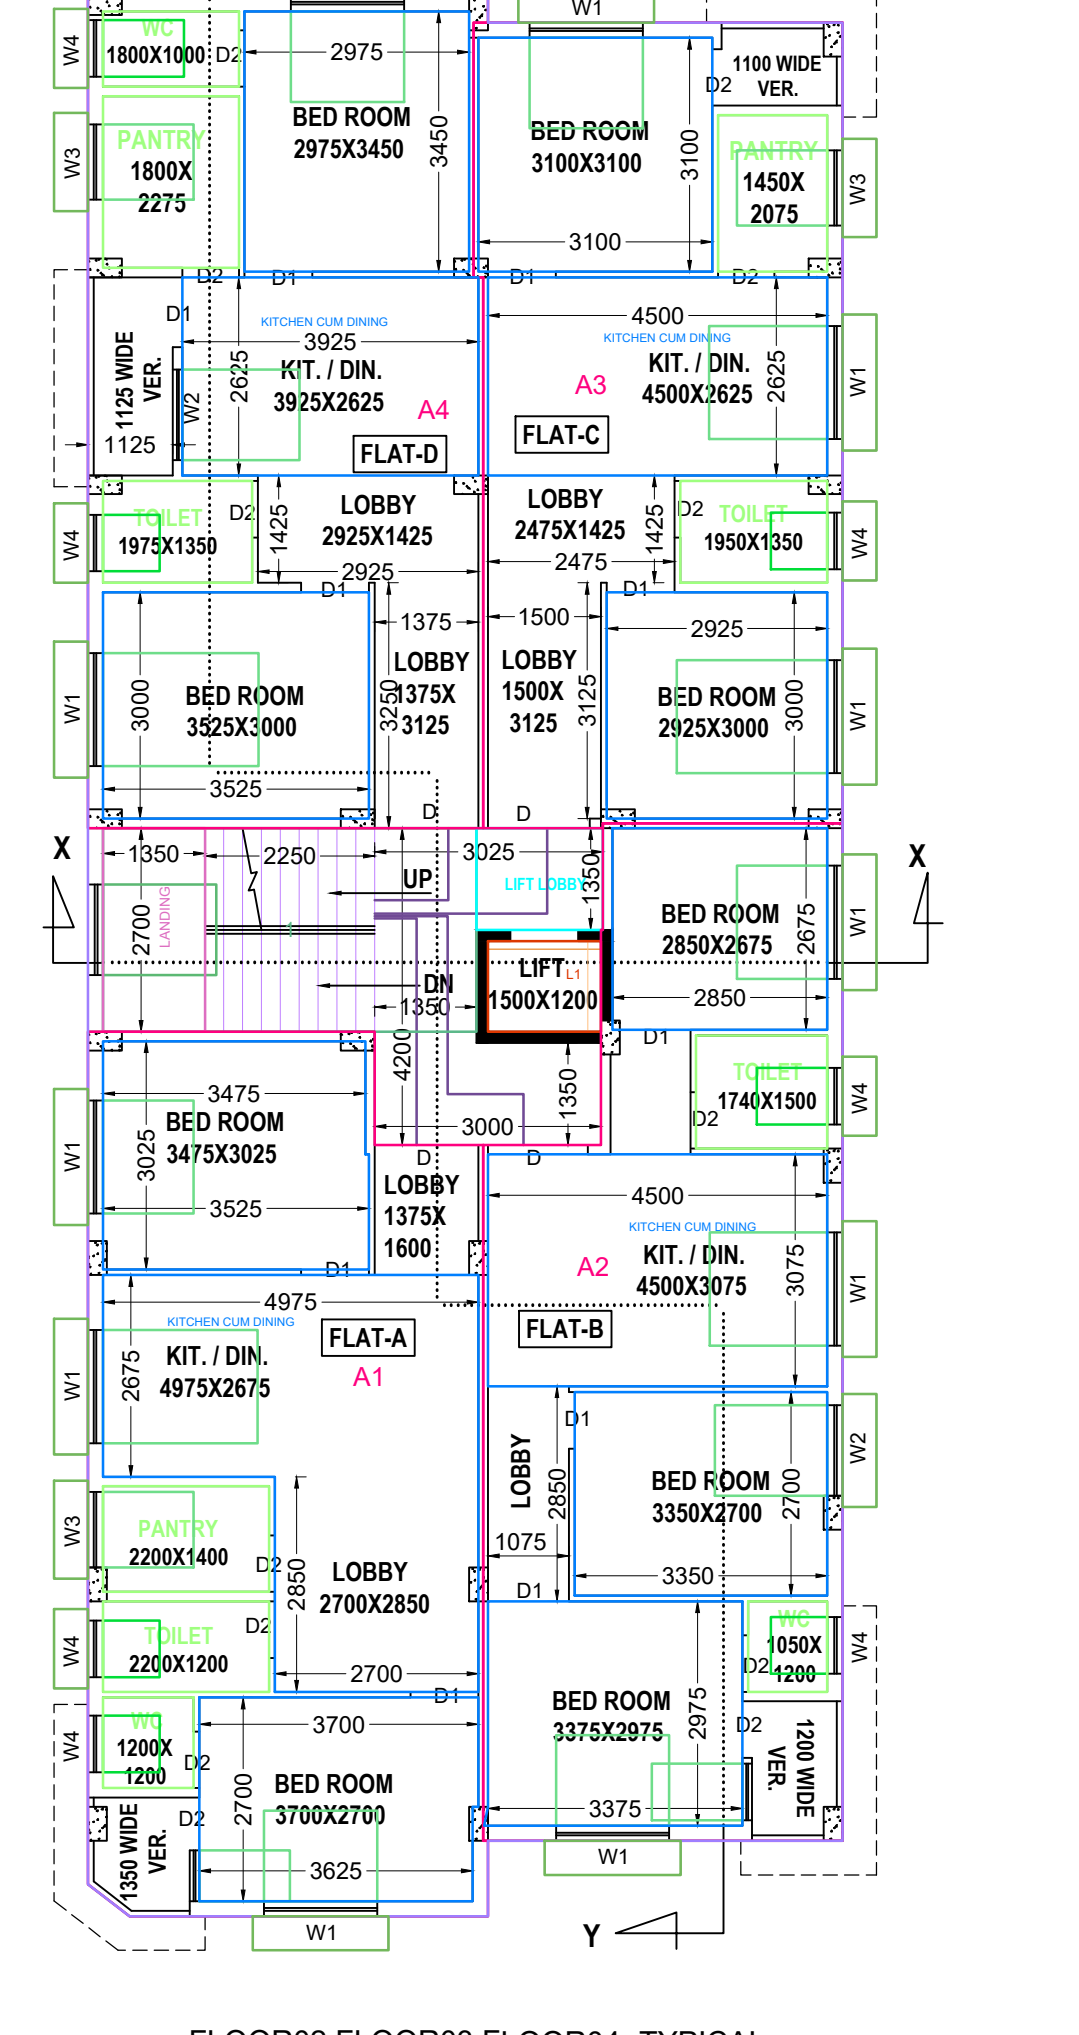 W1
WC
W4
1800X1000
D2
2975
1100 WIDE
VER.
D2
BED ROOM
2975X3450
3450
BED ROOM
3100X3100
3100
PANTRY
1800X
2275
W3
PANTRY
1450X
2075
W3
3100
D2
D1
D1
D2
D1
KITCHEN CUM DINING
3925
KIT. / DIN.
3925X2625
2625
A4
FLAT-D
1125 WIDE
VER.
1125
W2
4500
KITCHEN CUM DINING
KIT. / DIN.
4500X2625
2625
A3
FLAT-C
W1
TOILET
1975X1350
W4
D2
1425
LOBBY
2925X1425
2925
D1
LOBBY
2475X1425
2475
1425
D2
TOILET
1950X1350
W4
D1
1375
1500
2925
W1
3000
BED ROOM
3525X3000
3525
3250
LOBBY
1375X
3125
LOBBY
1500X
3125
3125
BED ROOM
2925X3000
3000
W1
D
D
X
1350
2250
3025
1350
X
UP
LIFT LOBBY
LANDING
2700
1
BED ROOM
2850X2675
2675
W1
DN
1350
LIFT
L1
1500X1200
2850
4200
D1
3475
1350
TOILET
1740X1500
W4
D2
BED ROOM
3475X3025
3025
W1
3525
3000
D
D
LOBBY
1375X
1600
D1
4500
KITCHEN CUM DINING
KIT. / DIN.
4500X3075
3075
A2
FLAT-B
W1
4975
KITCHEN CUM DINING
FLAT-A
KIT. / DIN.
4975X2675
2675
A1
W1
D1
LOBBY
2850
1075
BED ROOM
3350X2700
2700
W2
3350
D1
PANTRY
2200X1400
W3
D2
2850
LOBBY
2700X2850
2700
TOILET
2200X1200
W4
D2
D1
WC
1050X
1200
W4
D2
WC
1200X
1200
W4
D2
3700
BED ROOM
3700X2700
2700
3625
D2
1350 WIDE
VER.
BED ROOM
3375X2975
2975
3375
D2
1200 WIDE
VER.
W1
W1
Y
FLOOR02,FLOOR03,FLOOR04- TYPICAL